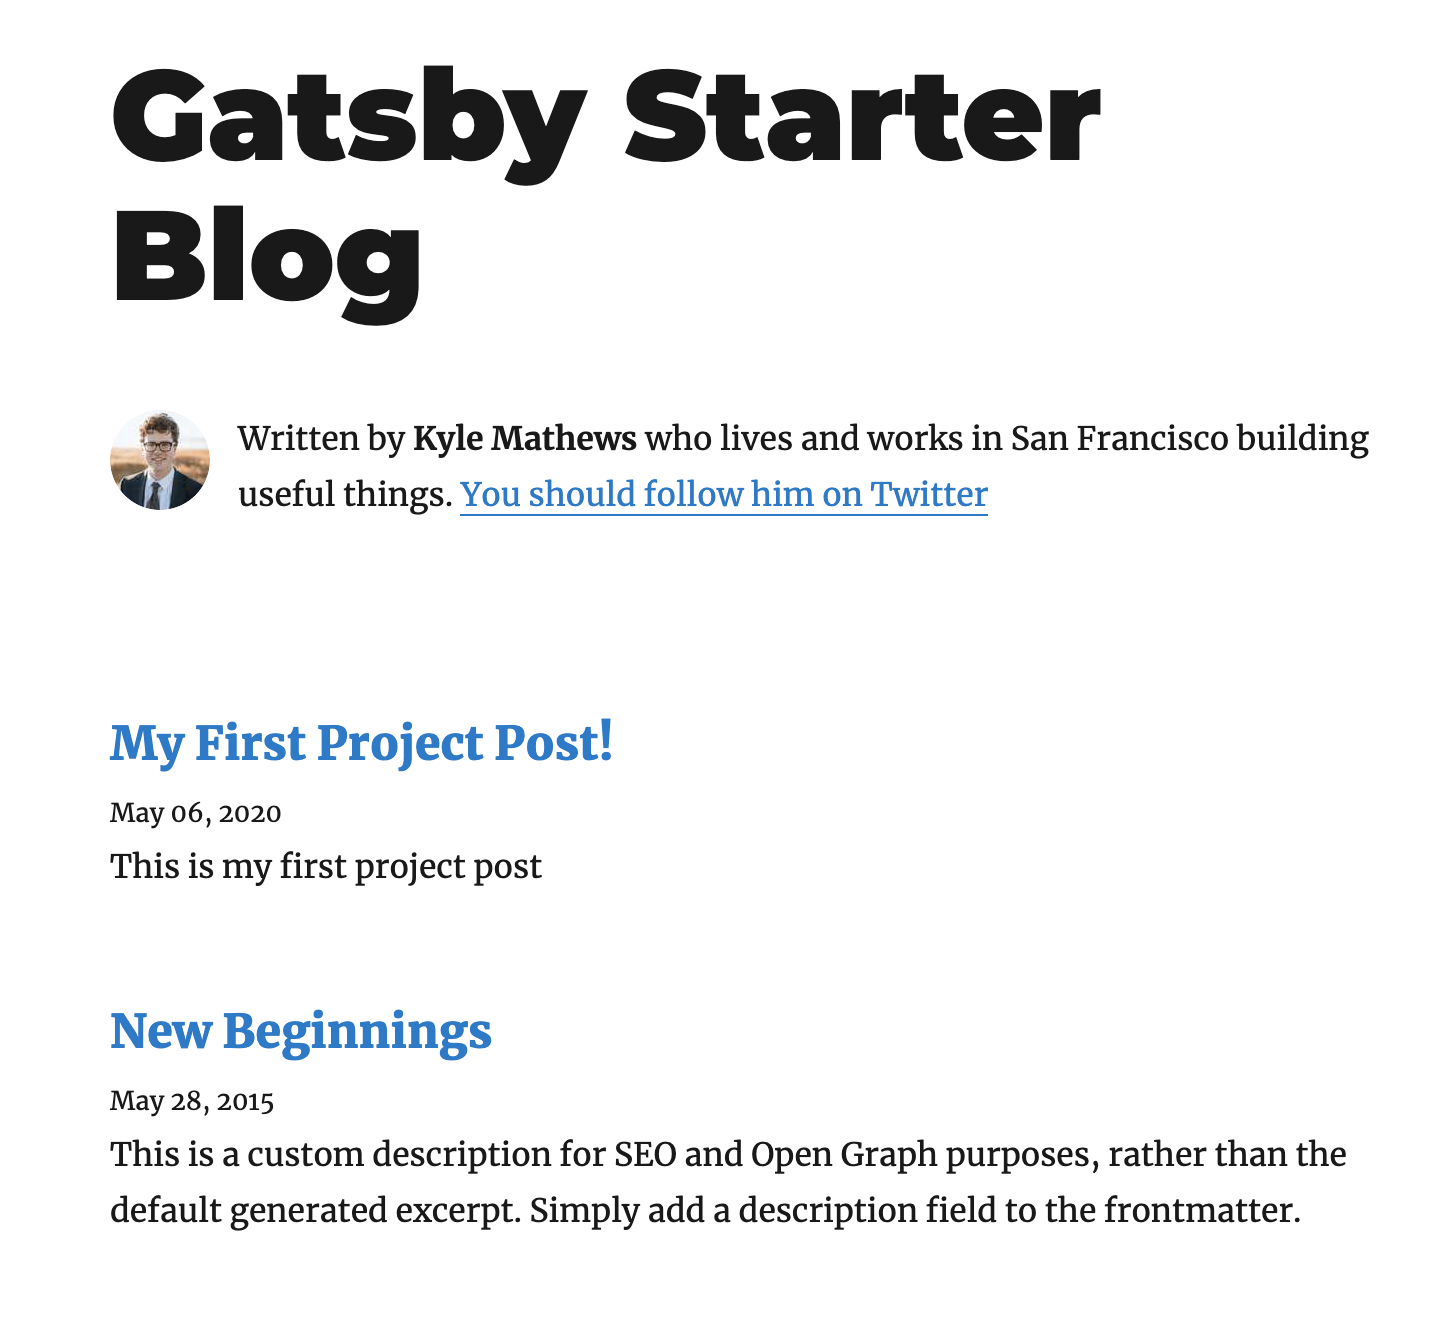 Gatsby Starter
Blog
Written by Kyle Mathews who lives and works in San Francisco building
useful things. You should follow him on Twitter
My First Project Post!
May 06, 2020
This is my first project post
New Beginnings
May 28, 2015
This is a custom description for SEO and Open Graph purposes, rather than the
default generated excerpt. Simply add a description field to the frontmatter.